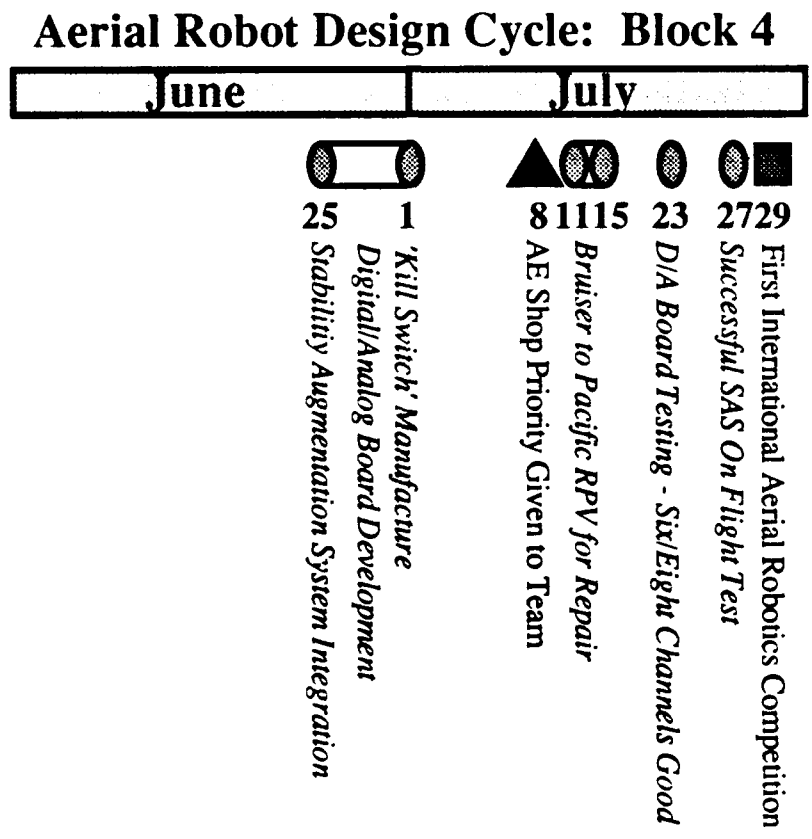 Aerial Robot Design Cycle: Block 4
June
July
25
1
8
11
15
23
27
29
Stabilitiy Augmentation System Integration
Digital/Analog Board Development
'Kill Switch' Manufacture
AE Shop Priority Given to Team
Bruiser to Pacific RPV for Repair
D/A Board Testing - Six/Eight Channels Good
Successful SAS On Flight Test
First International Aerial Robotics Competition